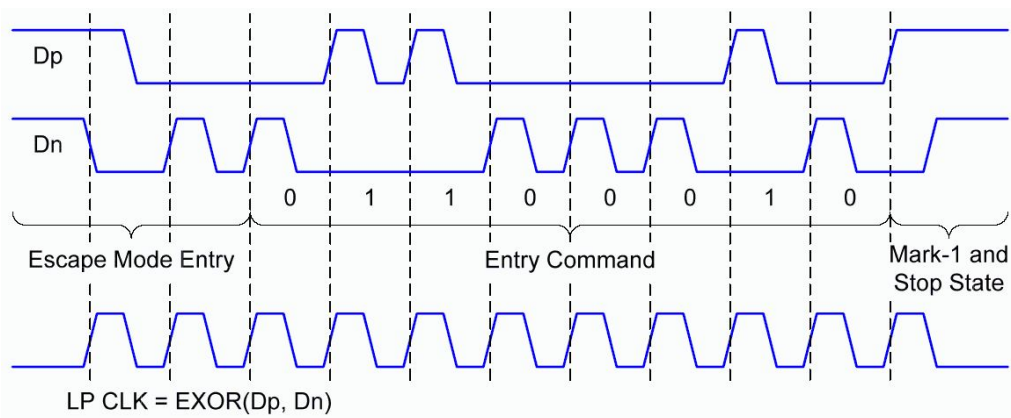 Dp
Dn
0 1 1 0 0 0 1 0
Escape Mode Entry
Entry Command
Mark-1 and
Stop State
LP CLK = EXOR(Dp, Dn)